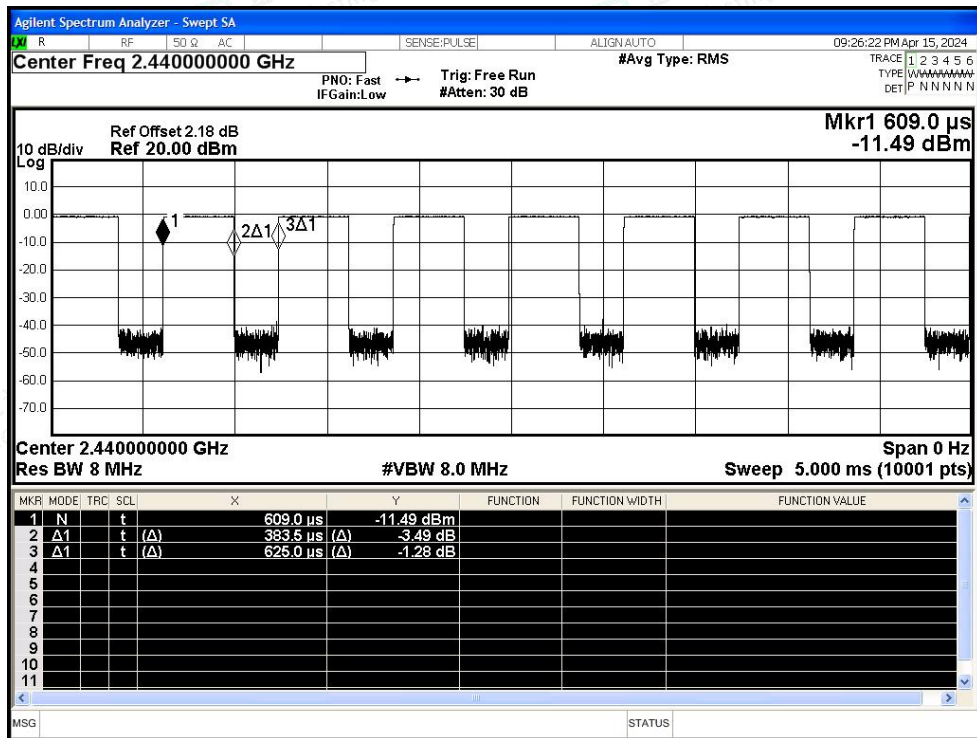 Agilent Spectrum Analyzer - Swept SA
LXI R RF 50 Ω AC SENSE:PULSE ALIGN AUTO 09:26:22 PM Apr 15, 2024
Center Freq 2.440000000 GHz #Avg Type: RMS TRACE 1 2 3 4 5 6
PNO: Fast Trig: Free Run TYPE WWWWWW
IFGain:Low #Atten: 30 dB DET P N N N N N
Mkr1 609.0 µs
Ref Offset 2.18 dB
10 dB/div Ref 20.00 dBm -11.49 dBm
Log
10.0
0.00
1
2Δ1 3Δ1
-10.0
-20.0
-30.0
-40.0
-50.0
-60.0
-70.0
Center 2.440000000 GHz Span 0 Hz
Res BW 8 MHz #VBW 8.0 MHz Sweep 5.000 ms (10001 pts)
MKR MODE TRC SCL X Y FUNCTION FUNCTION WIDTH FUNCTION VALUE
1 N t 609.0 µs -11.49 dBm
2 Δ1 t (Δ) 383.5 µs (Δ) -3.49 dB
3 Δ1 t (Δ) 625.0 µs (Δ) -1.28 dB
4
5
6
7
8
9
10
11
MSG STATUS